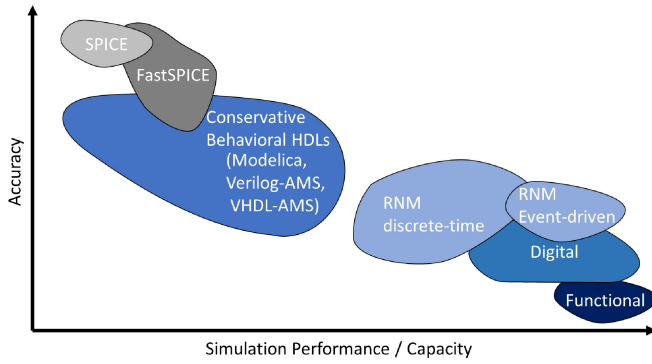 SPICE
FastSPICE
Conservative
Behavioral HDLs
(Modelica,
Verilog-AMS,
VHDL-AMS)
RNM
discrete-time
RNM
Event-driven
Digital
Functional
Accuracy
Simulation Performance / Capacity